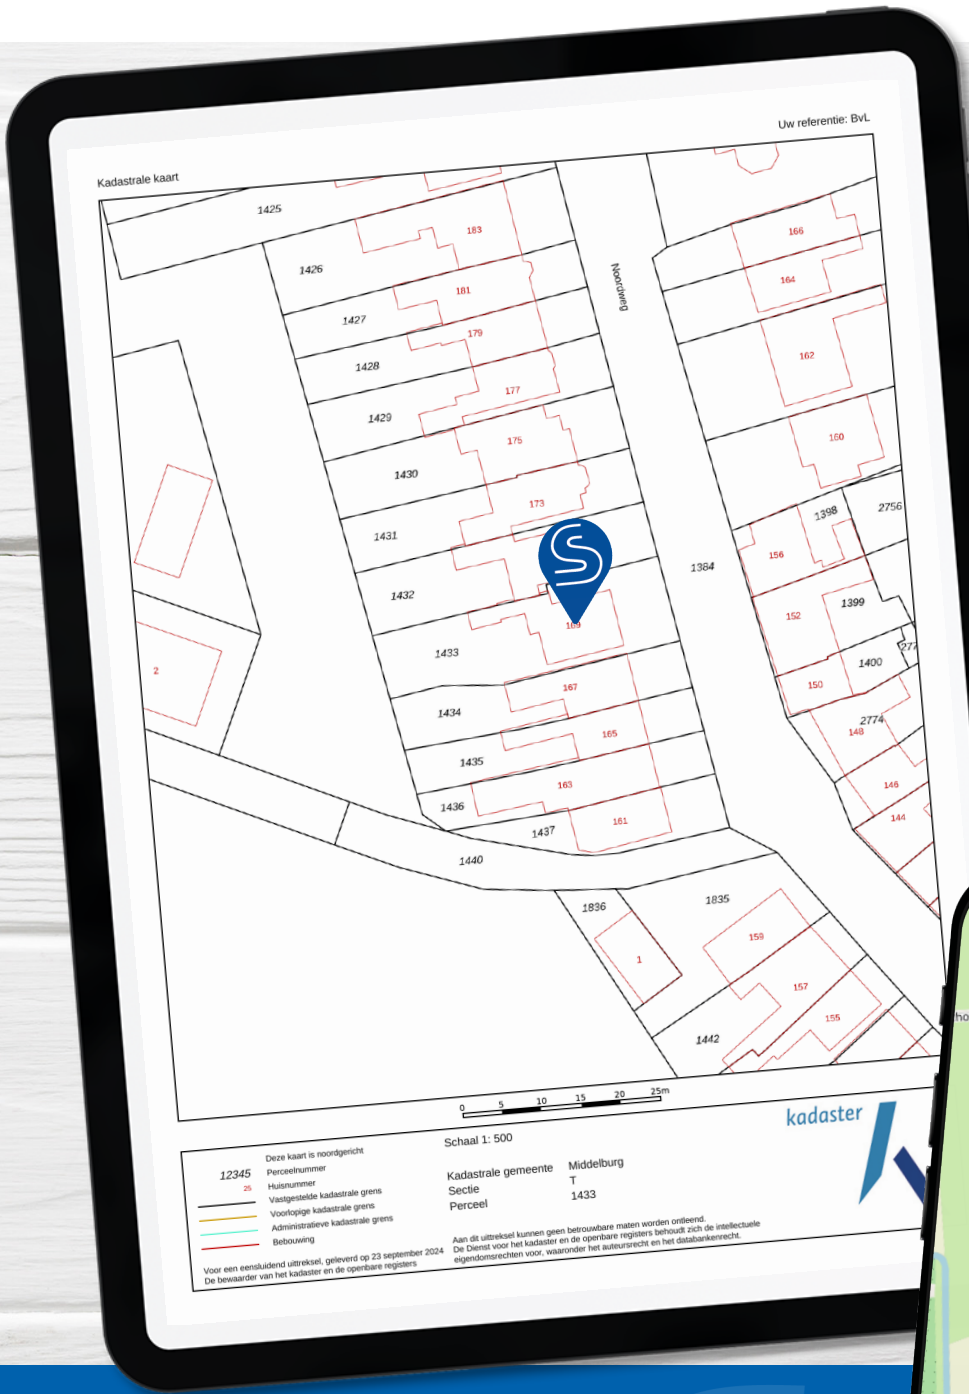 Kadastrale kaart
Uw referentie: BvL
1425
183
1426
181
1427
179
1428
177
1429
175
1430
173
1431
1432
169
1433
167
1434
165
1435
163
1436
161
1437
1440
Noordweg
1384
166
164
162
160
1398
2756
156
152
1399
1400
277
150
2774
148
146
144
2
1836
1835
1
159
157
155
1442
0 5 10 15 20 25m
Schaal 1: 500
12345
25
Deze kaart is noordgericht
Perceelnummer
Huisnummer
Vastgestelde kadastrale grens
Voorlopige kadastrale grens
Administratieve kadastrale grens
Bebouwing
Voor een eensluidend uittreksel, geleverd op 23 september 2024
De bewaarder van het kadaster en de openbare registers
Kadastrale gemeente Middelburg
Sectie T
Perceel 1433
Aan dit uittreksel kunnen geen betrouwbare maten worden ontleend.
De Dienst voor het kadaster en de openbare registers behoudt zich de intellectuele
eigendomsrechten voor, waaronder het auteursrecht en het databankenrecht.
kadaster